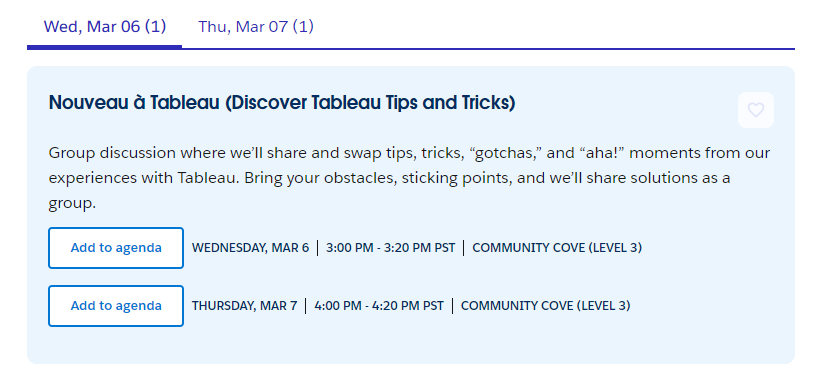 Wed, Mar 06 (1)
Thu, Mar 07 (1)
Nouveau à Tableau (Discover Tableau Tips and Tricks)
Group discussion where we’ll share and swap tips, tricks, “gotchas,” and “aha!” moments from our
experiences with Tableau. Bring your obstacles, sticking points, and we’ll share solutions as a
group.
Add to agenda WEDNESDAY, MAR 6 | 3:00 PM - 3:20 PM PST | COMMUNITY COVE (LEVEL 3)
Add to agenda THURSDAY, MAR 7 | 4:00 PM - 4:20 PM PST | COMMUNITY COVE (LEVEL 3)